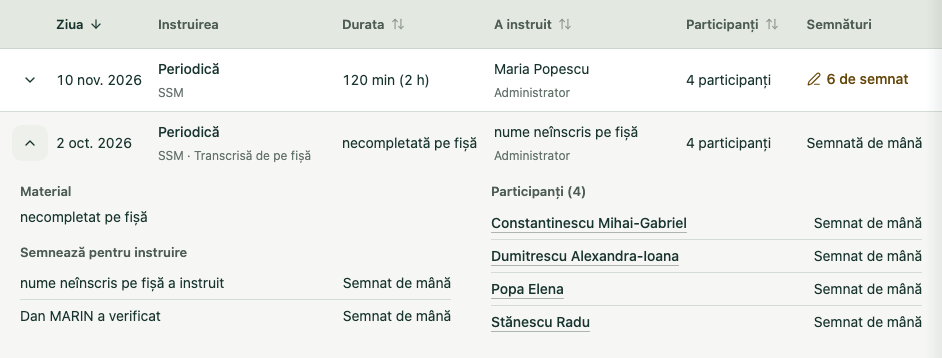 Ziua ↓ Instruirea Durata ↑↓ A instruit ↑↓ Participanți ↑↓ Semnături
10 nov. 2026 Periodică 120 min (2 h) Maria Popescu 4 participanți 6 de semnat
SSM Administrator
2 oct. 2026 Periodică necompletată pe fișă nume neînscris pe fișă 4 participanți Semnată de mână
SSM · Transcrisă de pe fișă Administrator
Material
necompletat pe fișă
Semnează pentru instruire
nume neînscris pe fișă a instruit Semnat de mână
Dan MARIN a verificat Semnat de mână
Participanți (4)
Constantinescu Mihai-Gabriel Semnat de mână
Dumitrescu Alexandra-Ioana Semnat de mână
Popa Elena Semnat de mână
Stănescu Radu Semnat de mână